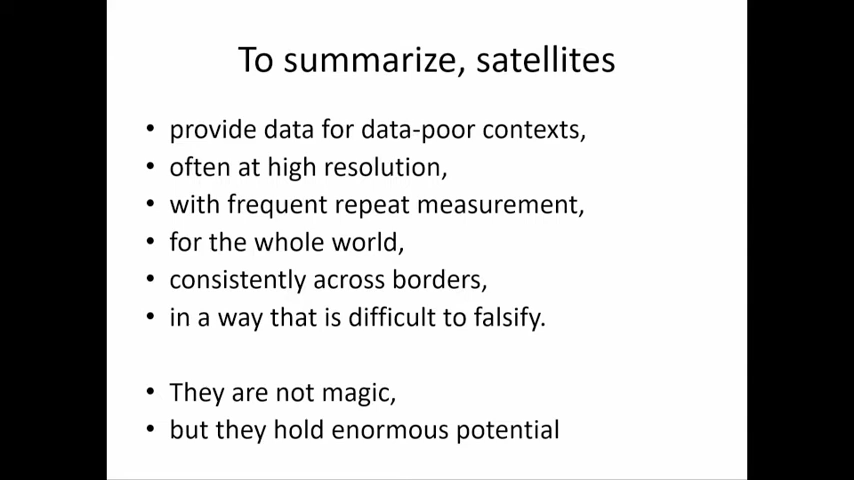 To summarize, satellites
• provide data for data-poor contexts,
• often at high resolution,
• with frequent repeat measurement,
• for the whole world,
• consistently across borders,
• in a way that is difficult to falsify.
• They are not magic,
• but they hold enormous potential